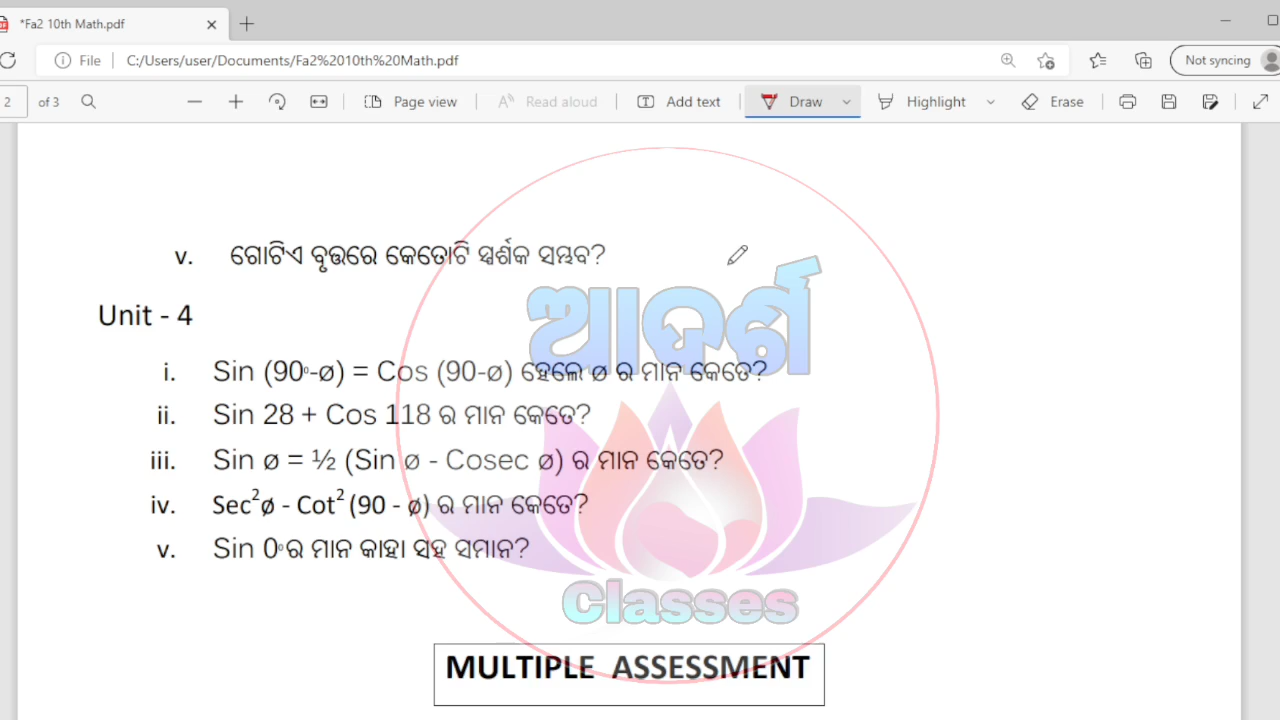 *Fa2 10th Math.pdf
File C:/Users/user/Documents/Fa2%2010th%20Math.pdf Not syncing
2 of 3 Page view Read aloud Add text Draw Highlight Erase
v. ଗୋଟିଏ ବୃତ୍ତରେ କେତୋଟି ସ୍ପର୍ଶକ ସମ୍ଭବ?
ଆଦର୍ଶ
Unit - 4
i. Sin (90°-ø) = Cos (90-ø) ହେଲେ ø ର ମାନ କେତେ?
ii. Sin 28 + Cos 118 ର ମାନ କେତେ?
iii. Sin ø = ½ (Sin ø - Cosec ø) ର ମାନ କେତେ?
iv. Sec²ø - Cot² (90 - ø) ର ମାନ କେତେ?
v. Sin 0° ର ମାନ କାହା ସହ ସମାନ?
Classes
MULTIPLE ASSESSMENT